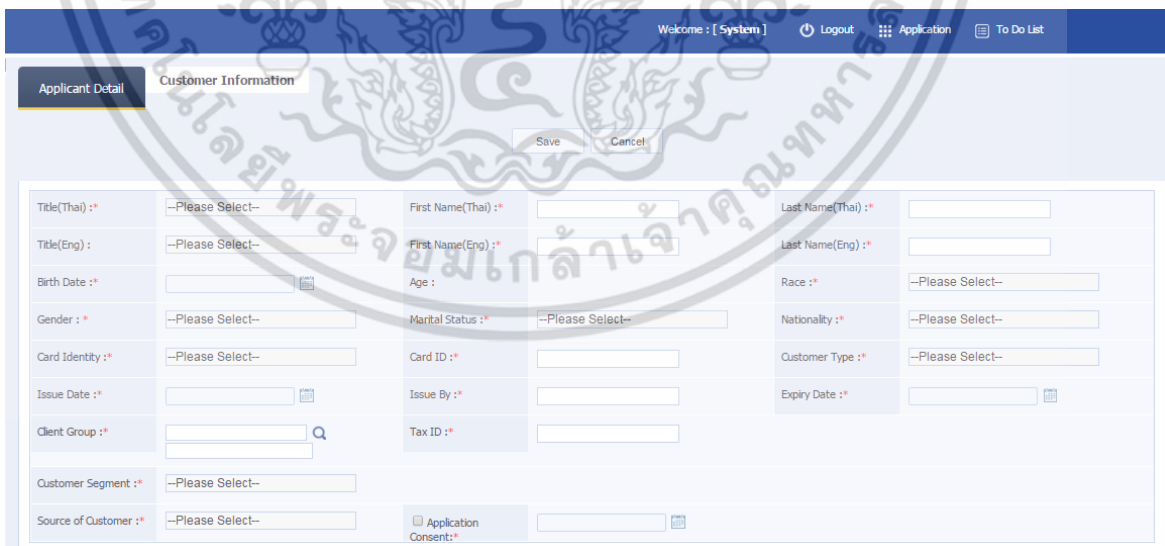 Welcome : [ System ] Logout Application To Do List
Applicant Detail Customer Information
Save Cancel
Title(Thai) :* --Please Select-- First Name(Thai) :* Last Name(Thai) :*
Title(Eng) : --Please Select-- First Name(Eng) :* Last Name(Eng) :*
Birth Date :* Age : Race :* --Please Select--
Gender : * --Please Select-- Marital Status :* --Please Select-- Nationality :* --Please Select--
Card Identity :* --Please Select-- Card ID :* Customer Type :* --Please Select--
Issue Date :* Issue By :* Expiry Date :*
Client Group :* Tax ID :*
Customer Segment :* --Please Select--
Source of Customer :* --Please Select-- Application
Consent:*